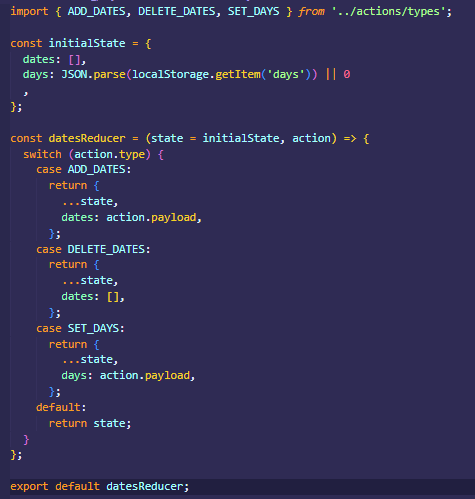 import { ADD_DATES, DELETE_DATES, SET_DAYS } from '../actions/types';

const initialState = {
  dates: [],
  days: JSON.parse(localStorage.getItem('days')) || 0
  ,
};

const datesReducer = (state = initialState, action) => {
  switch (action.type) {
    case ADD_DATES:
      return {
        ...state,
        dates: action.payload,
      };
    case DELETE_DATES:
      return {
        ...state,
        dates: [],
      };
    case SET_DAYS:
      return {
        ...state,
        days: action.payload,
      };
    default:
      return state;
  }
};

export default datesReducer;